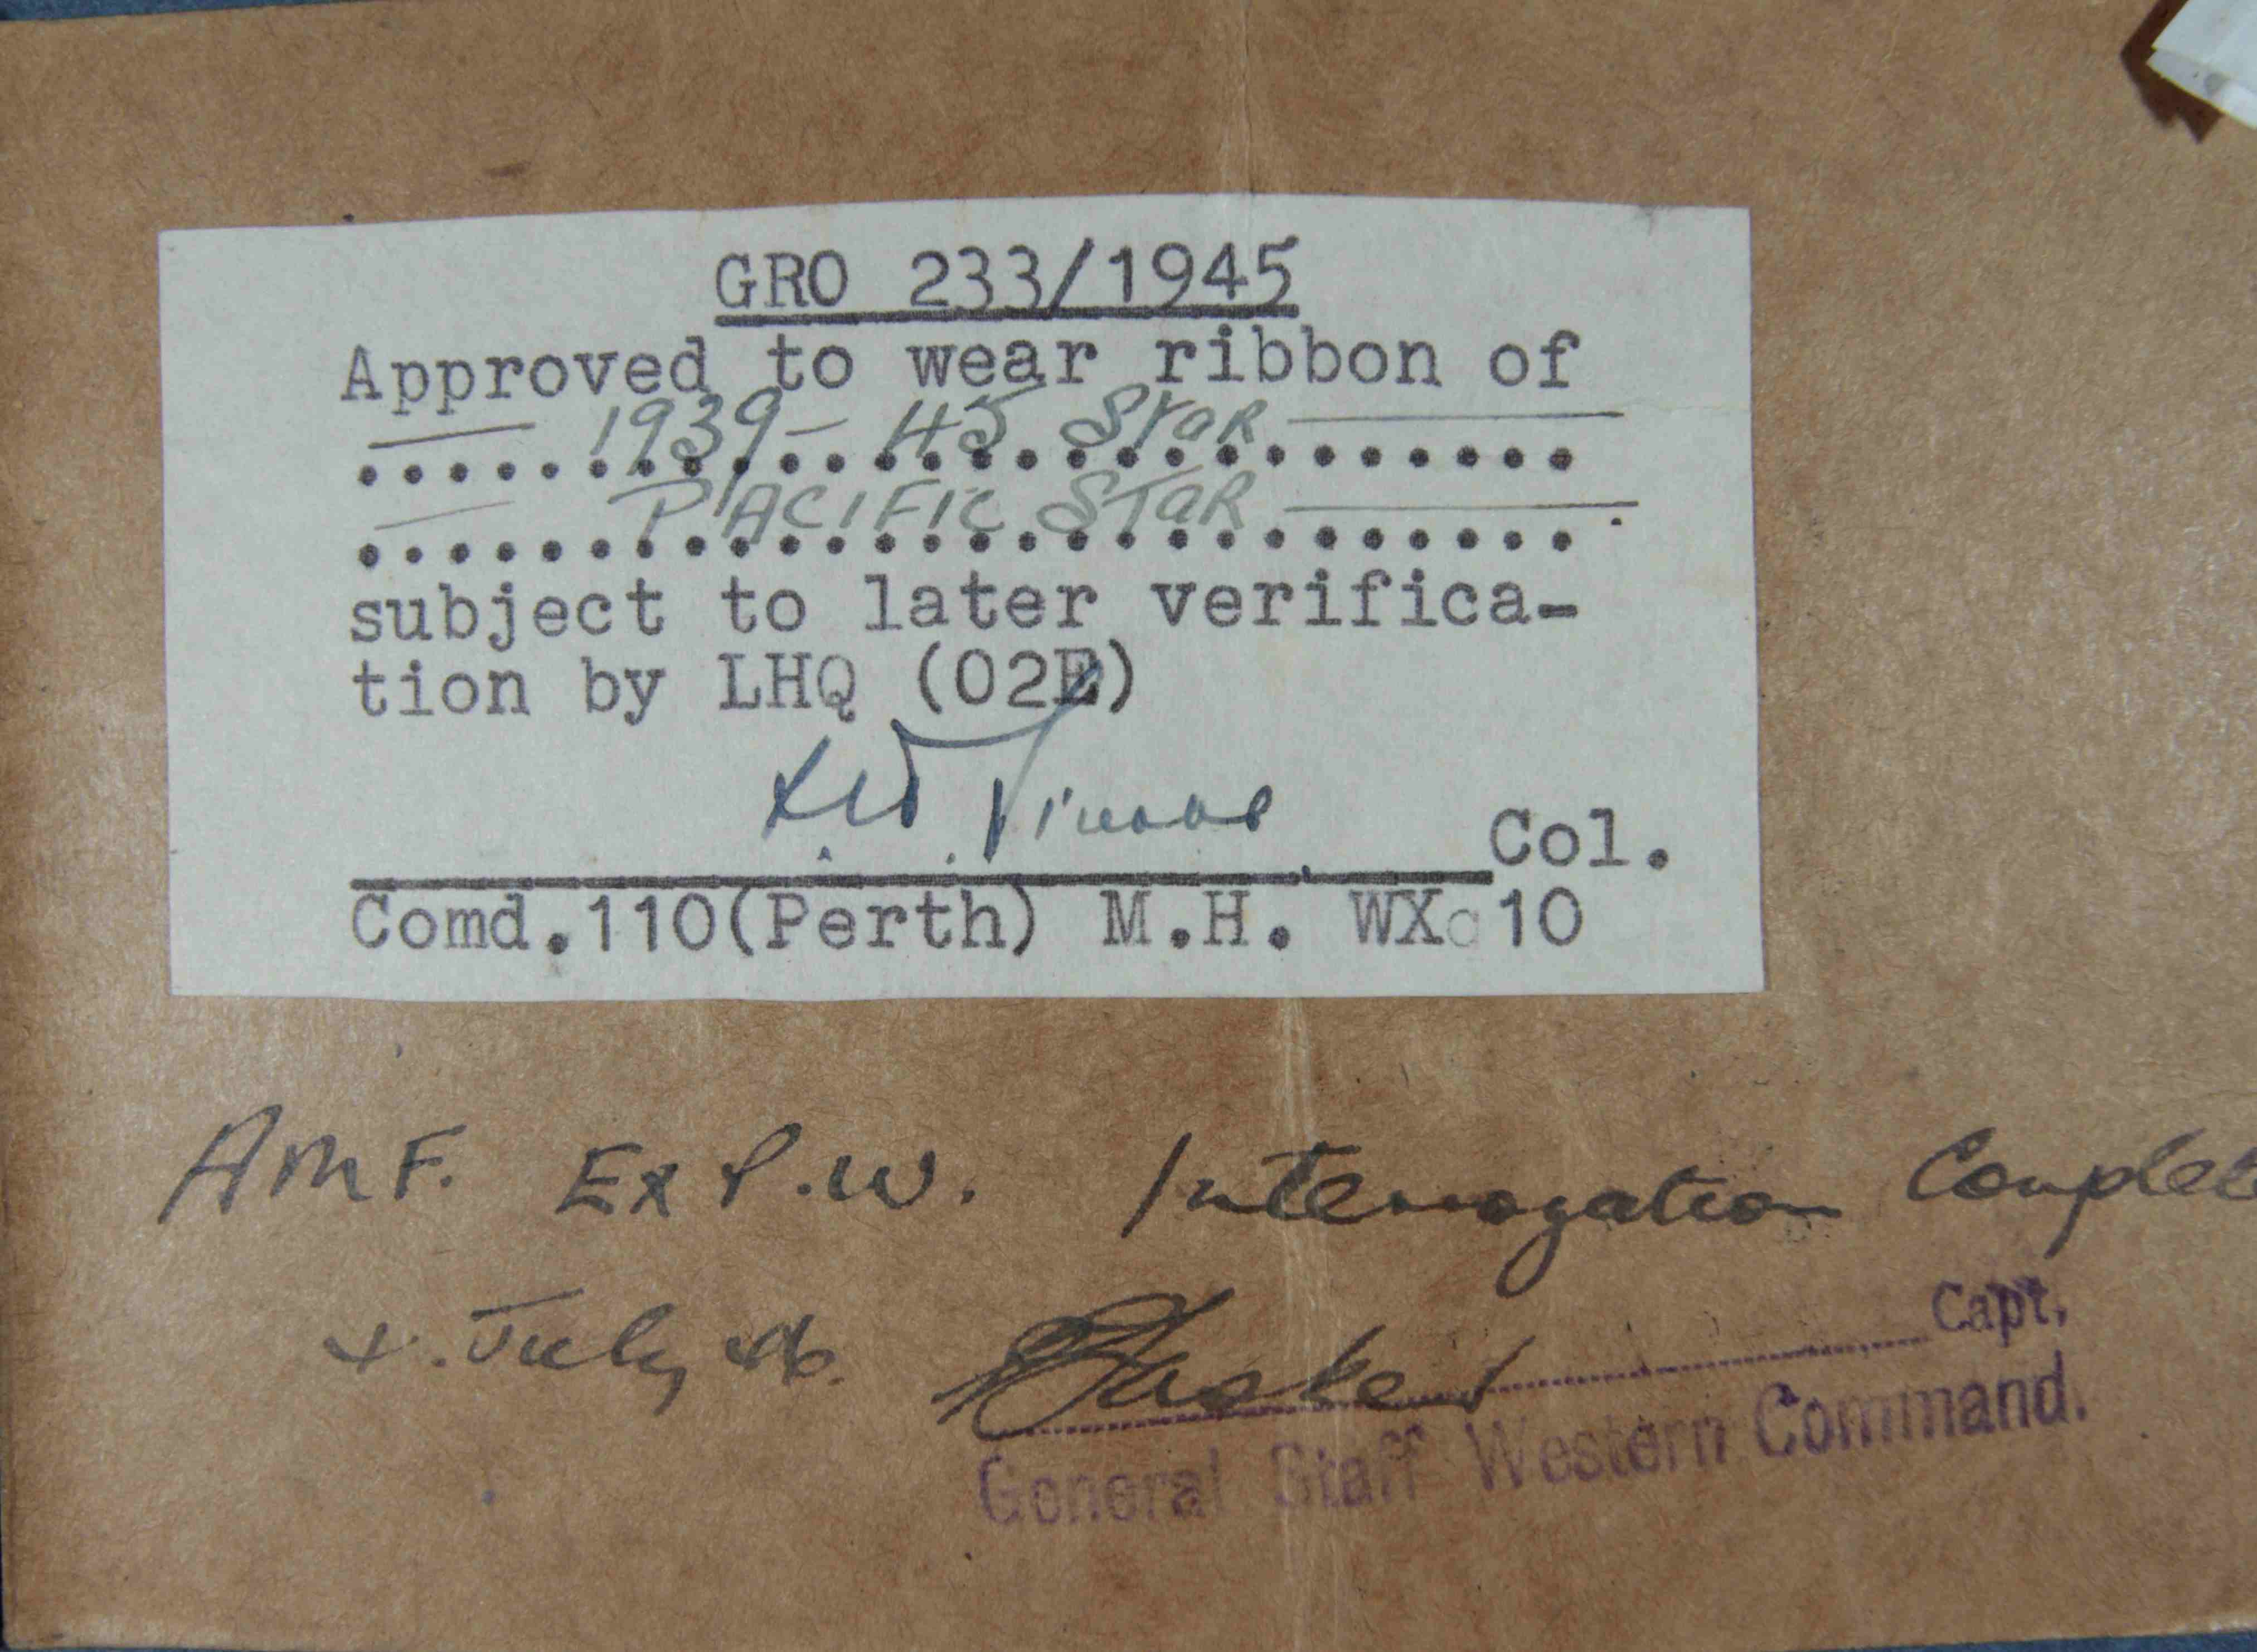 GRO 233/1945
Approved to wear ribbon of
1939-45 Star
PACIFIC STaR
subject to later verifica-
tion by LHQ (02E)
Col.
Comd.110(Perth) M.H. WX 10
AMF. Ex P.W. Interrogation Complet
July 46.
Capt.
General Staff Western Command.